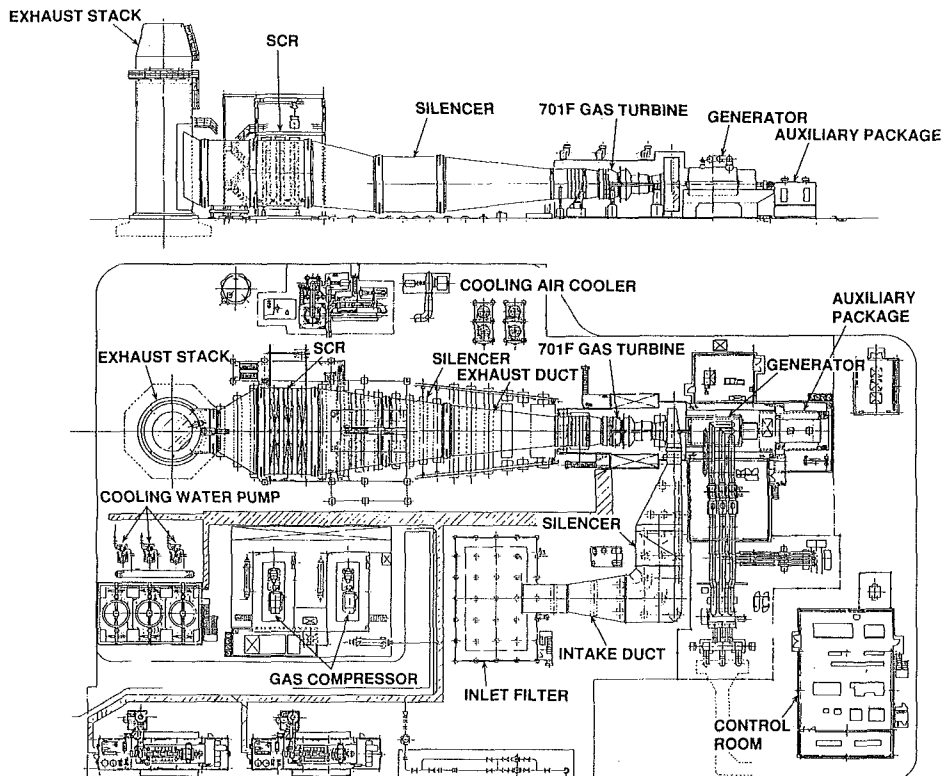 EXHAUST STACK
SCR
SILENCER
701F GAS TURBINE
GENERATOR
AUXILIARY PACKAGE
COOLING AIR COOLER
AUXILIARY
PACKAGE
EXHAUST STACK
SCR
SILENCER
EXHAUST DUCT
701F GAS TURBINE
GENERATOR
COOLING WATER PUMP
SILENCER
GAS COMPRESSOR
INTAKE DUCT
INLET FILTER
CONTROL
ROOM